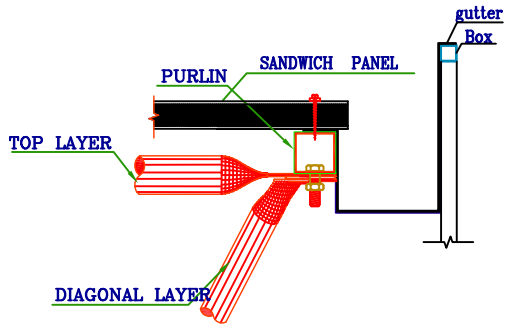 gutter
Box
SANDWICH PANEL
PURLIN
TOP LAYER
DIAGONAL LAYER